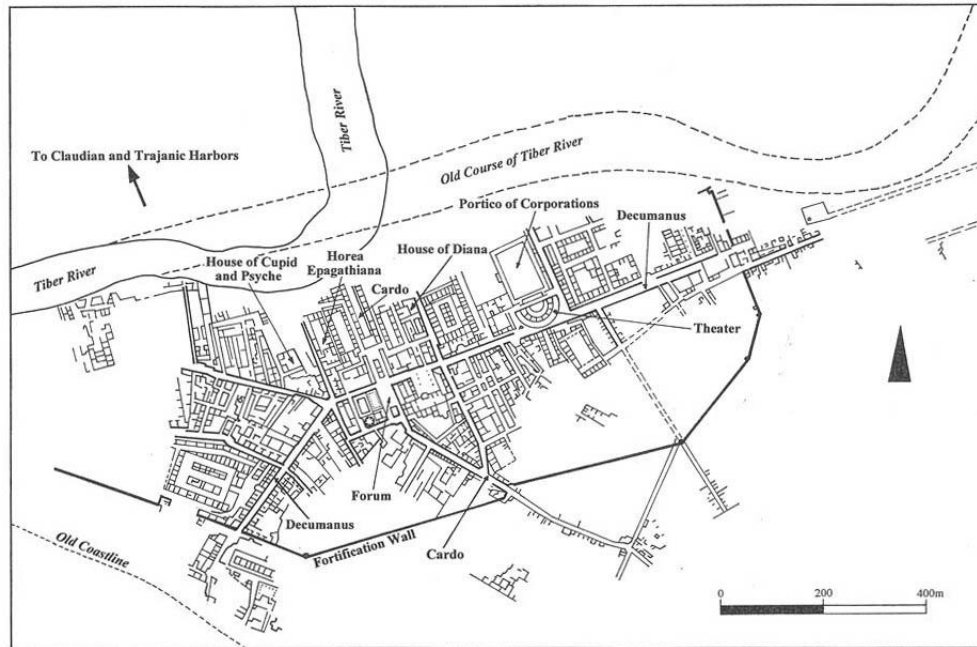 Tiber River
Old Course of Tiber River
To Claudian and Trajanic Harbors
Portico of Corporations
Decumanus
Tiber River
House of Cupid
and Psyche
Horea
Epagathiana
House of Diana
Cardo
Theater
Forum
Decumanus
Fortification Wall
Cardo
Old Coastline
0 200 400m